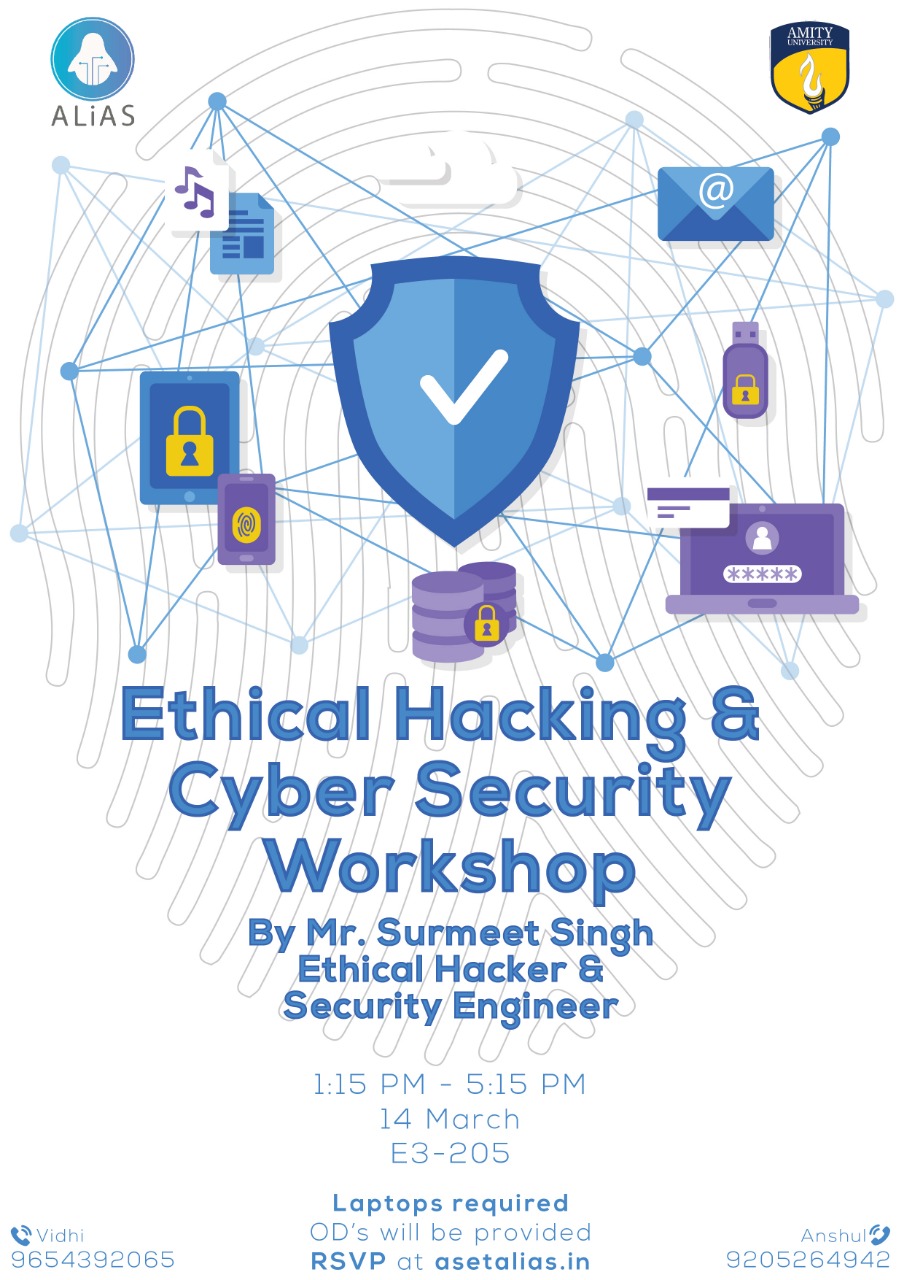 ALiAS
AMITY
UNIVERSITY
@
*****
Ethical Hacking &
Cyber Security
Workshop
By Mr. Surmeet Singh
Ethical Hacker &
Security Engineer
1:15 PM - 5:15 PM
14 March
E3-205
Laptops required
OD's will be provided
RSVP at asetalias.in
Vidhi
9654392065
Anshul
9205264942